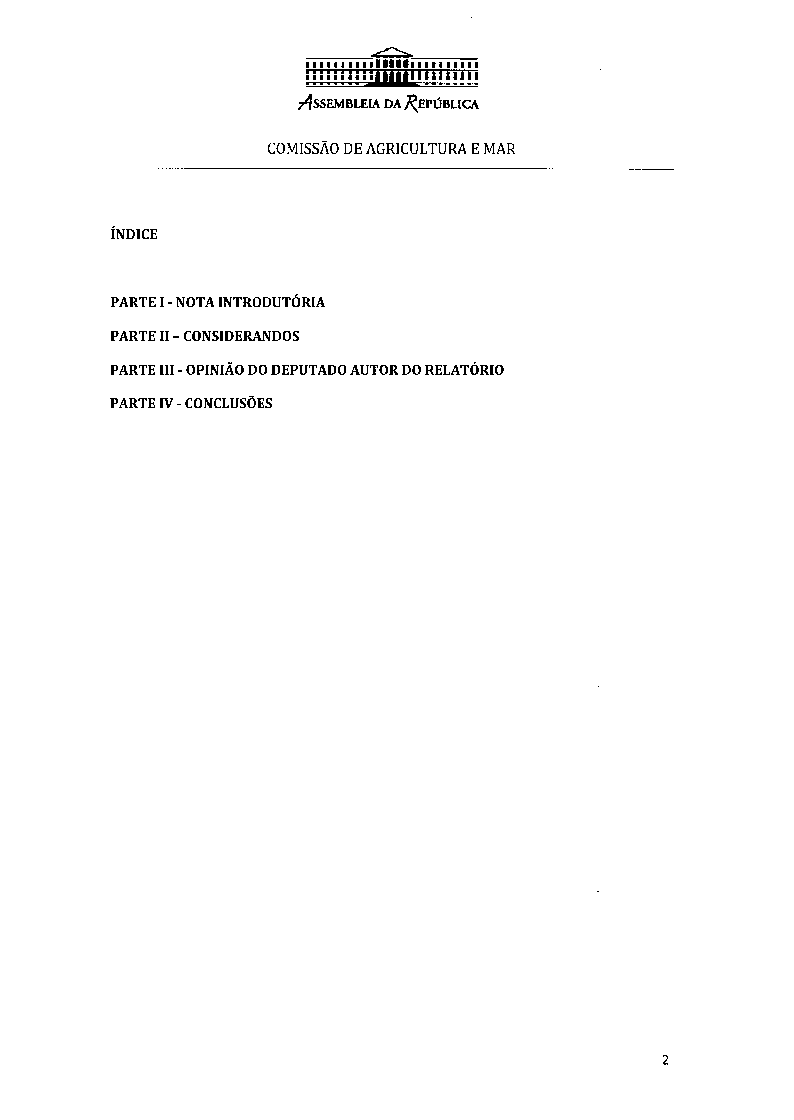 ASSEMBLEIA DA REPÚBLICA
COMISSÃO DE AGRICULTURA E MAR
ÍNDICE
PARTE I - NOTA INTRODUTÓRIA
PARTE II – CONSIDERANDOS
PARTE III - OPINIÃO DO DEPUTADO AUTOR DO RELATÓRIO
PARTE IV - CONCLUSÕES
2